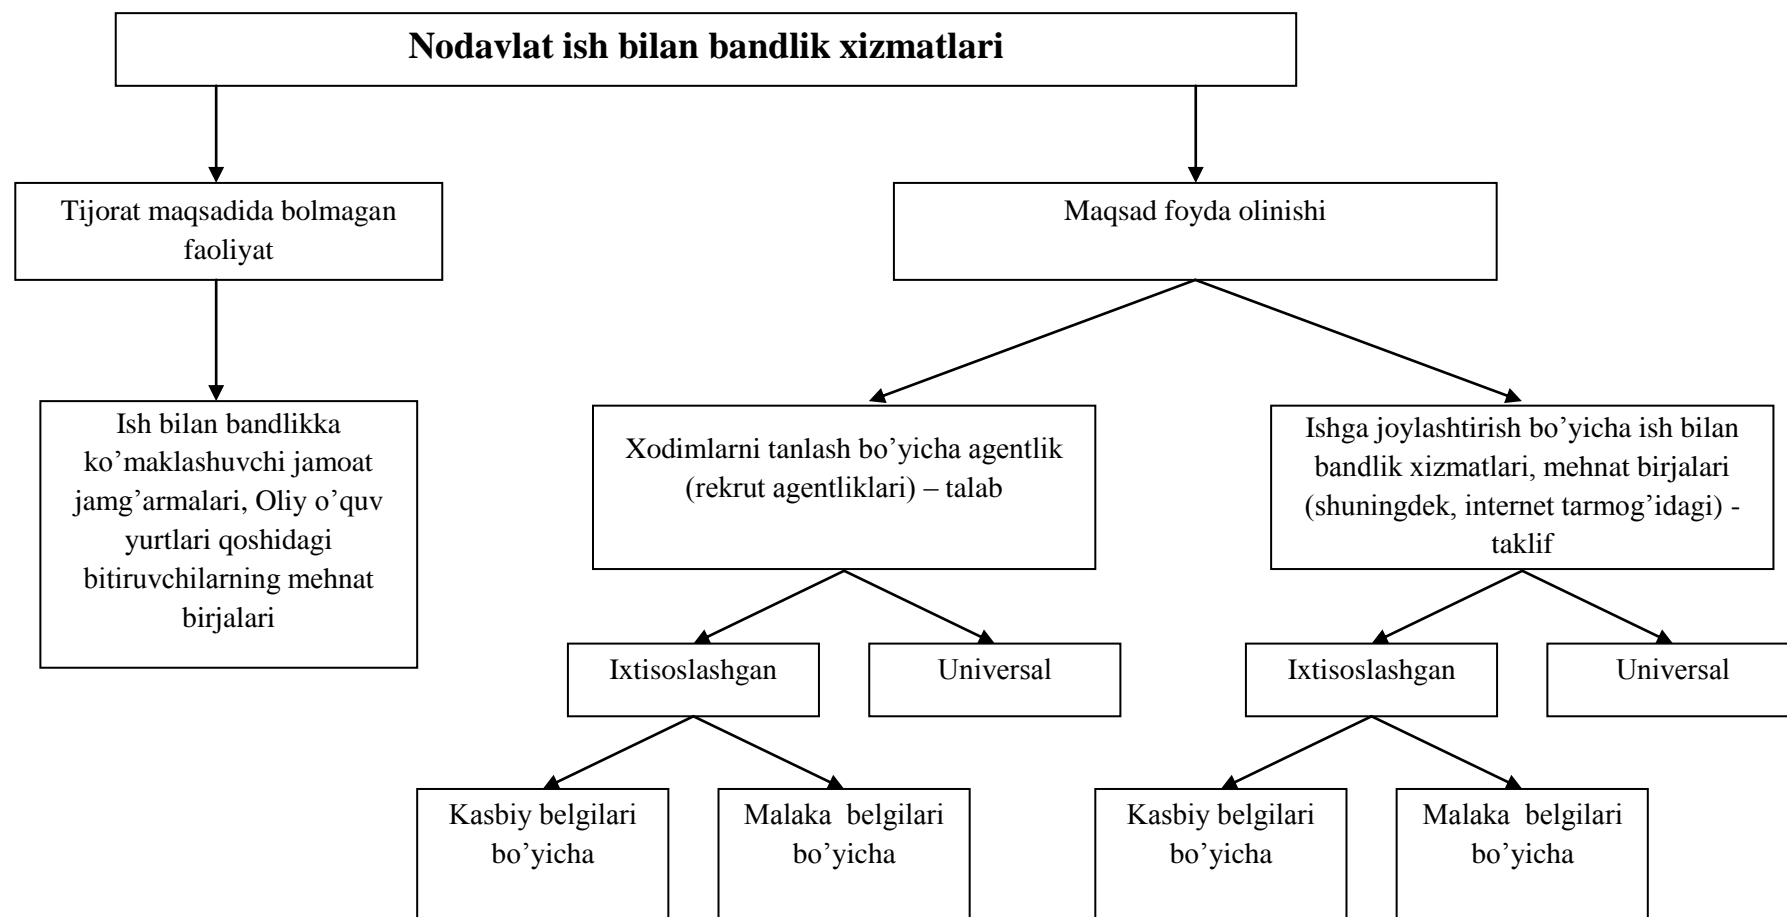 Nodavlat ish bilan bandlik xizmatlari
Tijorat maqsadida bolmagan
faoliyat
Maqsad foyda olinishi
Ish bilan bandlikka
ko’maklashuvchi jamoat
jamg’armalari, Oliy o’quv
yurtlari qoshidagi
bitiruvchilarning mehnat
birjalari
Xodimlarni tanlash bo’yicha agentlik
(rekrut agentliklari) – talab
Ishga joylashtirish bo’yicha ish bilan
bandlik xizmatlari, mehnat birjalari
(shuningdek, internet tarmog’idagi) -
taklif
Ixtisoslashgan
Universal
Ixtisoslashgan
Universal
Kasbiy belgilari
bo’yicha
Malaka  belgilari
bo’yicha
Kasbiy belgilari
bo’yicha
Malaka  belgilari
bo’yicha